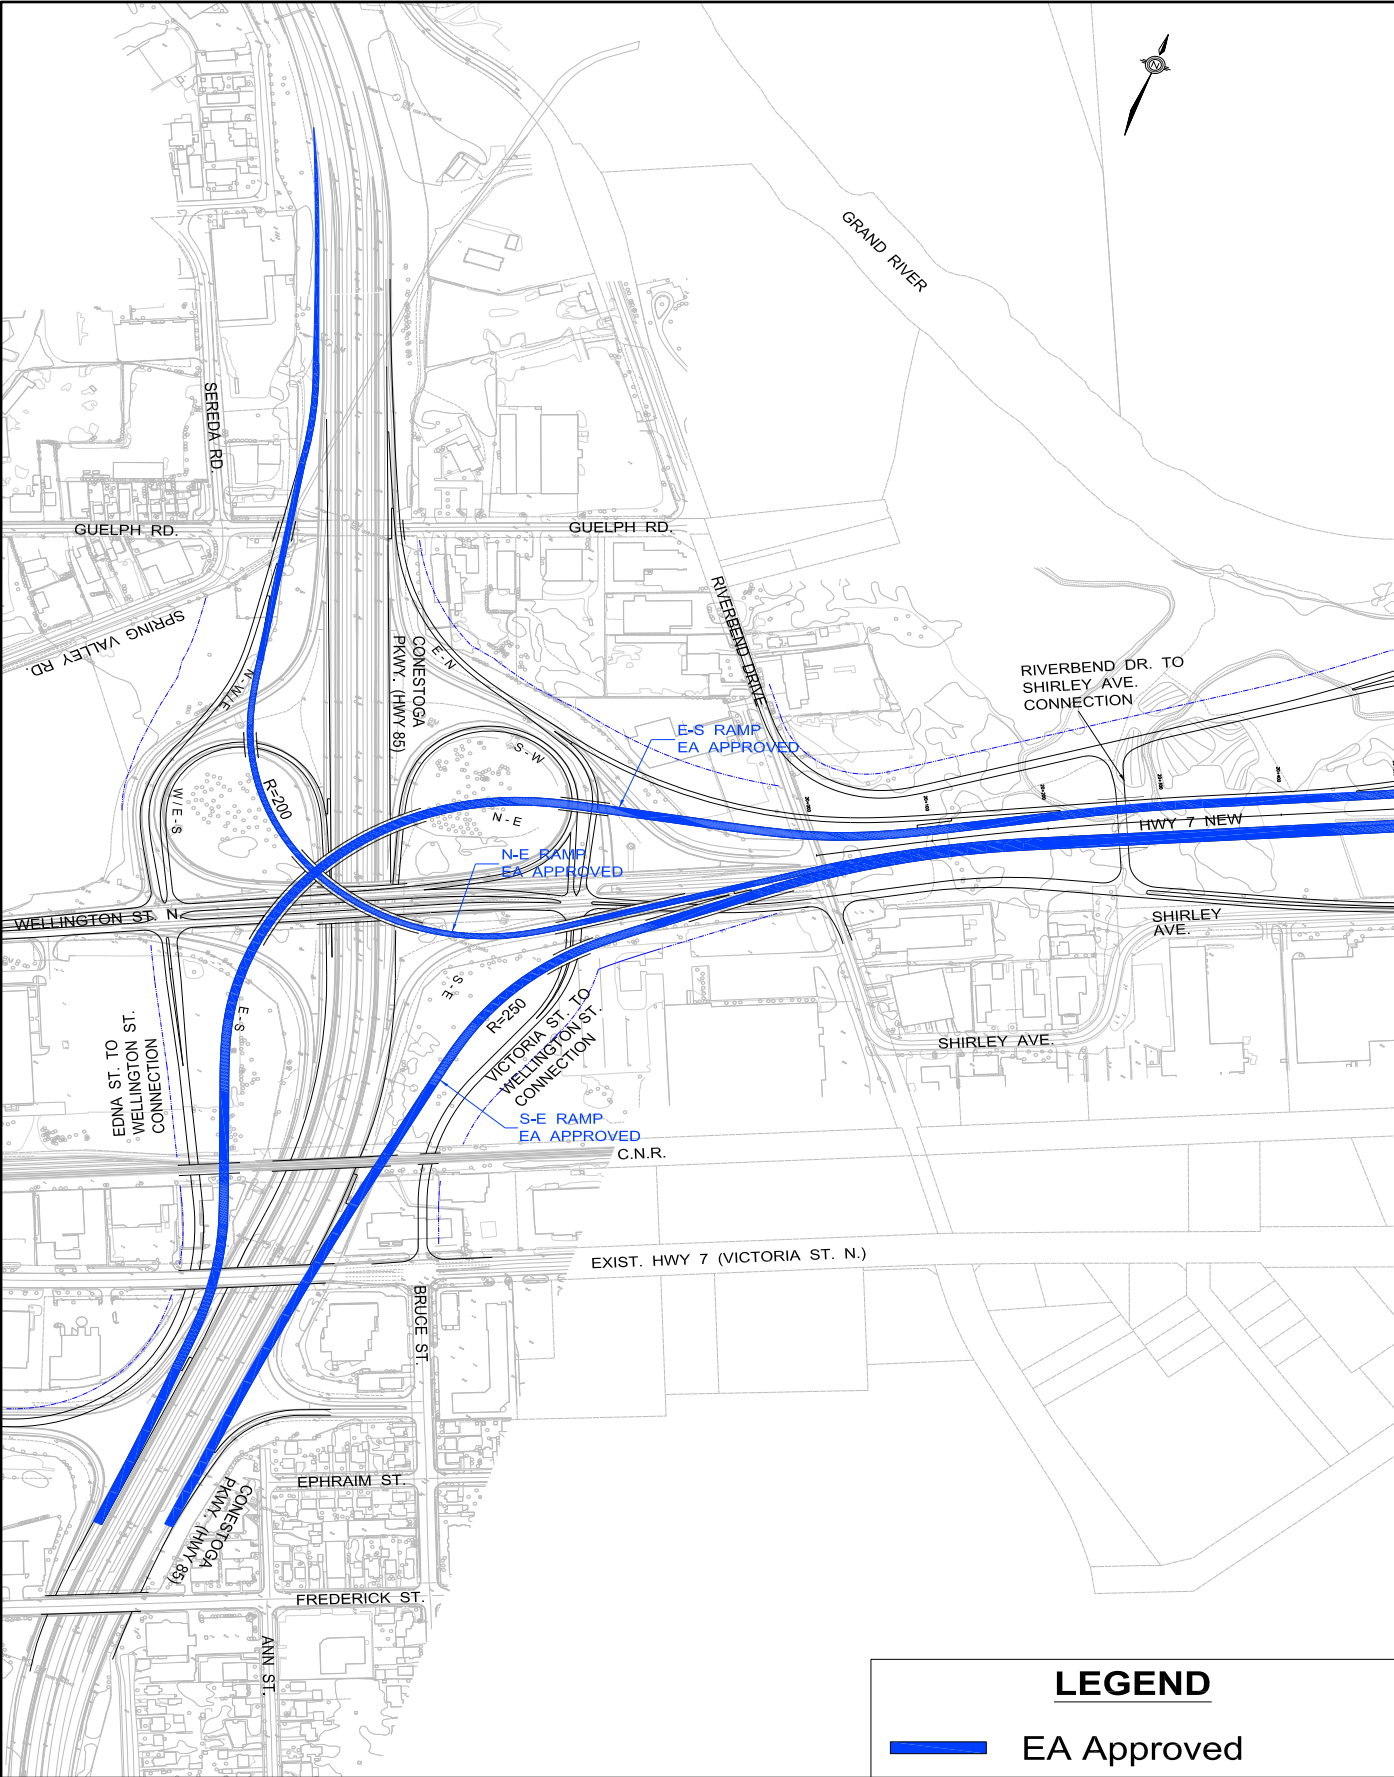 N
GRAND RIVER
SEREDA RD.
GUELPH RD.
GUELPH RD.
SPRING VALLEY RD.
N-W/E
E-N
CONESTOGA
PKWY. (HWY 85)
RIVERBEND DRIVE
RIVERBEND DR. TO
SHIRLEY AVE.
CONNECTION
E-S RAMP
EA APPROVED
S-W
W/E-S
R=200
N-E
HWY 7 NEW
N-E RAMP
EA APPROVED
WELLINGTON ST. N.
SHIRLEY
AVE.
S-E
E-S
R=250
VICTORIA ST. TO
WELLINGTON ST.
CONNECTION
SHIRLEY AVE.
EDNA ST. TO
WELLINGTON ST.
CONNECTION
S-E RAMP
EA APPROVED
C.N.R.
EXIST. HWY 7 (VICTORIA ST. N.)
BRUCE ST.
EPHRAIM ST.
CONESTOGA
PKWY. (HWY 85)
FREDERICK ST.
ANN ST.
LEGEND
EA Approved